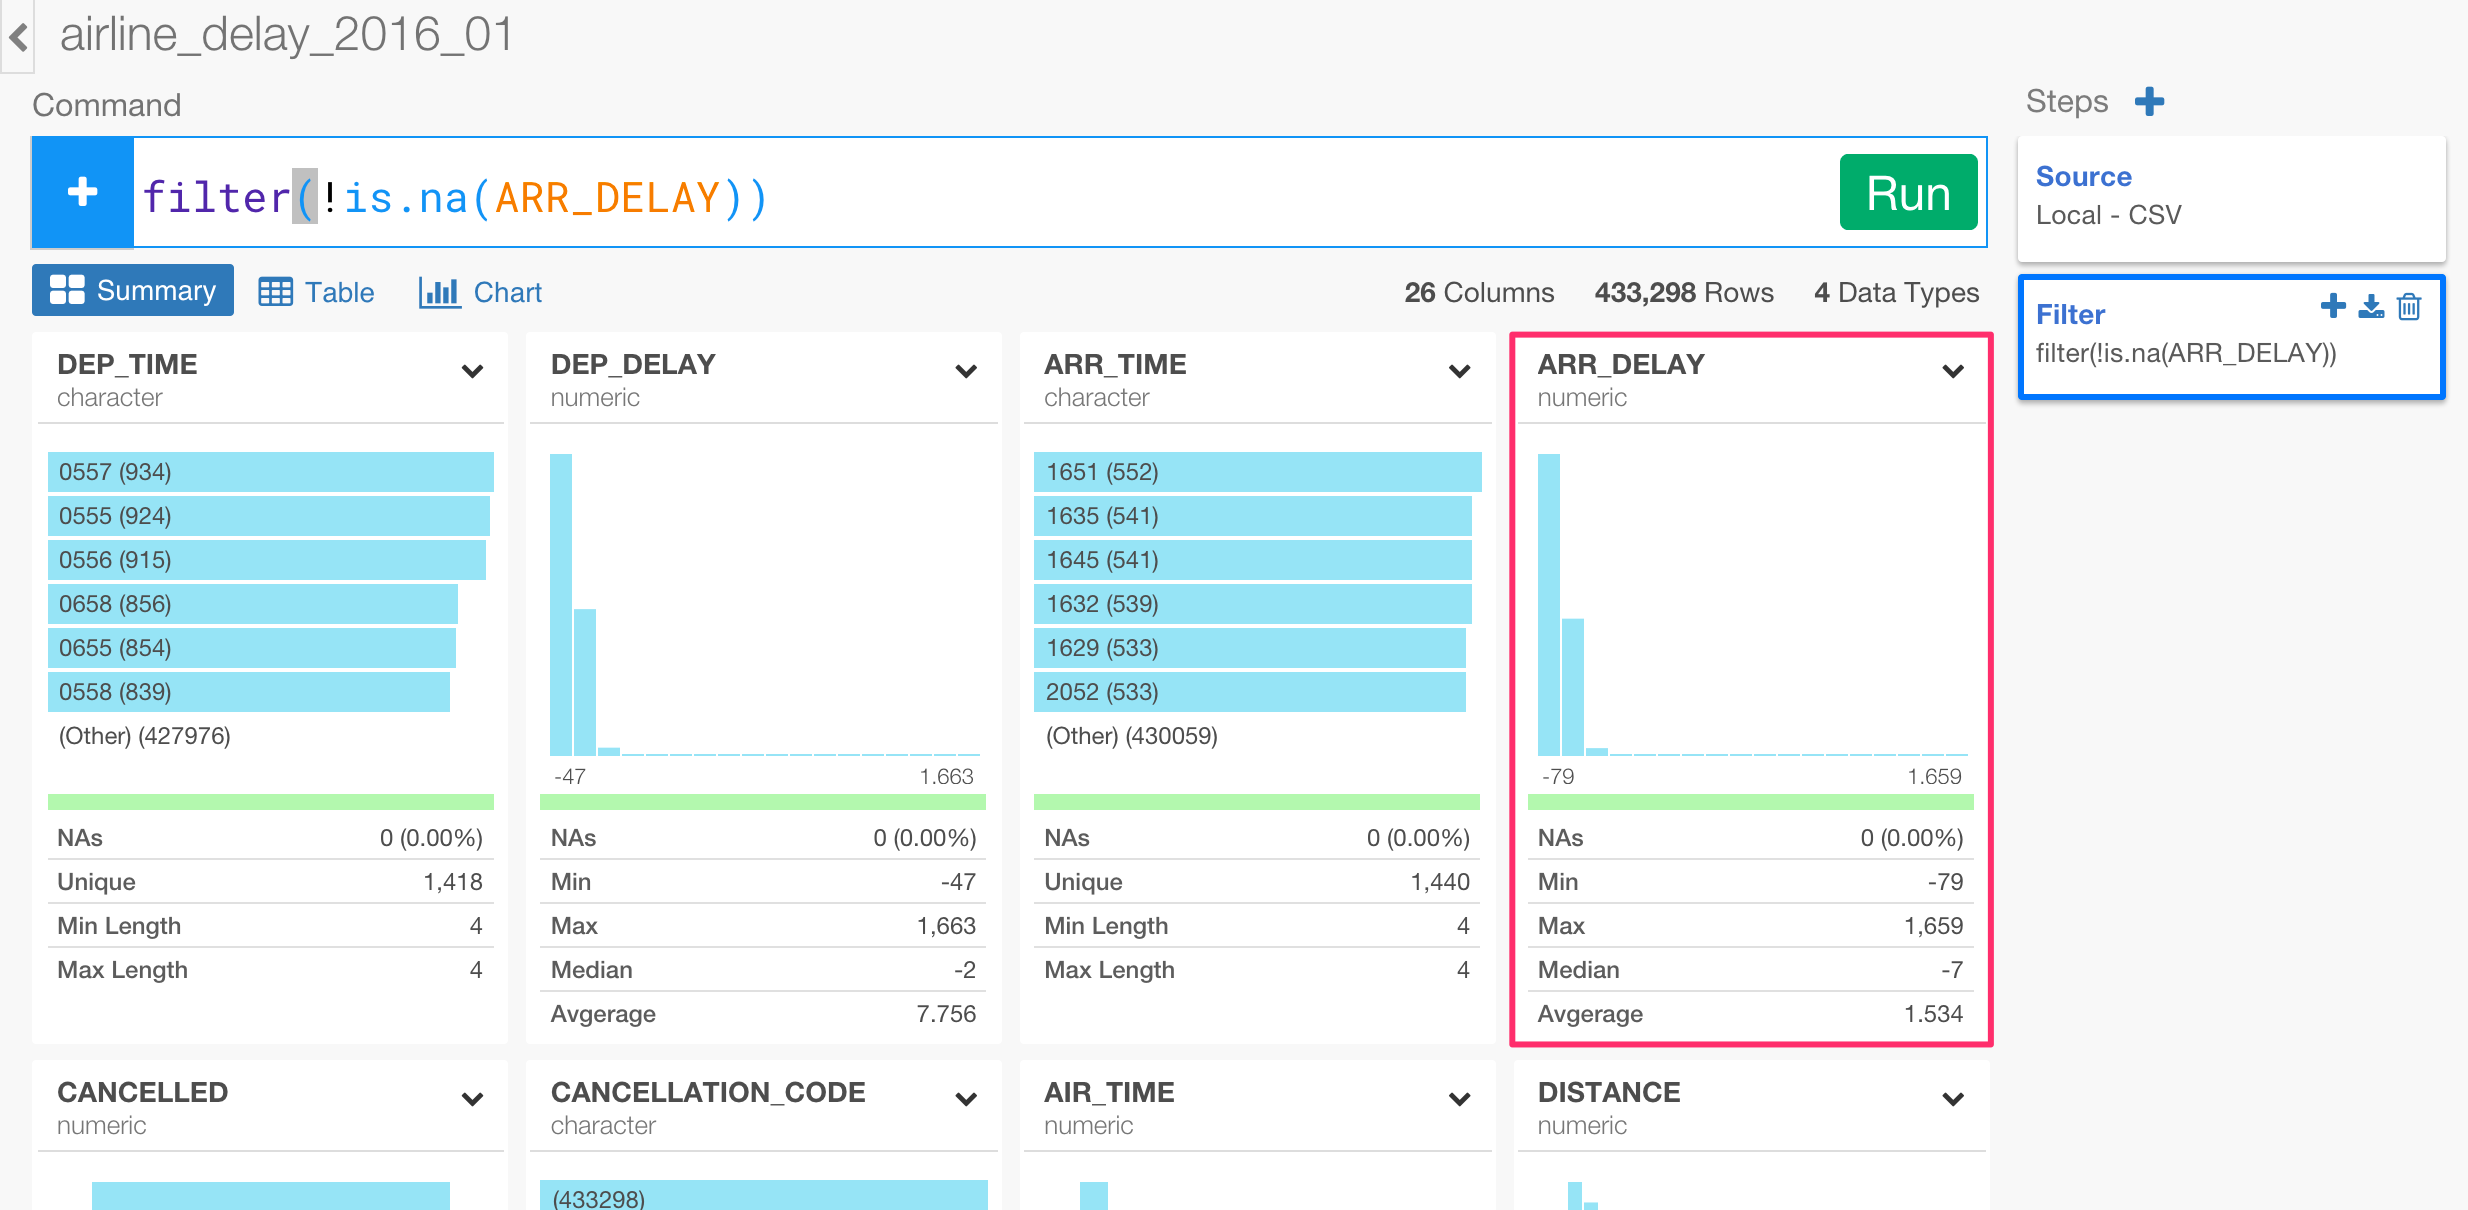 airline_delay_2016_01
Command
filter(!is.na(ARR_DELAY))
Run
Summary
Table
Chart
26 Columns
433,298 Rows
4 Data Types
Steps
Source
Local - CSV
Filter
filter(!is.na(ARR_DELAY))
DEP_TIME
character
0557 (934)
0555 (924)
0556 (915)
0658 (856)
0655 (854)
0558 (839)
(Other) (427976)
NAs 0 (0.00%)
Unique 1,418
Min Length 4
Max Length 4
DEP_DELAY
numeric
-47 1.663
NAs 0 (0.00%)
Min -47
Max 1,663
Median -2
Avgerage 7.756
ARR_TIME
character
1651 (552)
1635 (541)
1645 (541)
1632 (539)
1629 (533)
2052 (533)
(Other) (430059)
NAs 0 (0.00%)
Unique 1,440
Min Length 4
Max Length 4
ARR_DELAY
numeric
-79 1.659
NAs 0 (0.00%)
Min -79
Max 1,659
Median -7
Avgerage 1.534
CANCELLED
numeric
CANCELLATION_CODE
character
(433298)
AIR_TIME
numeric
DISTANCE
numeric